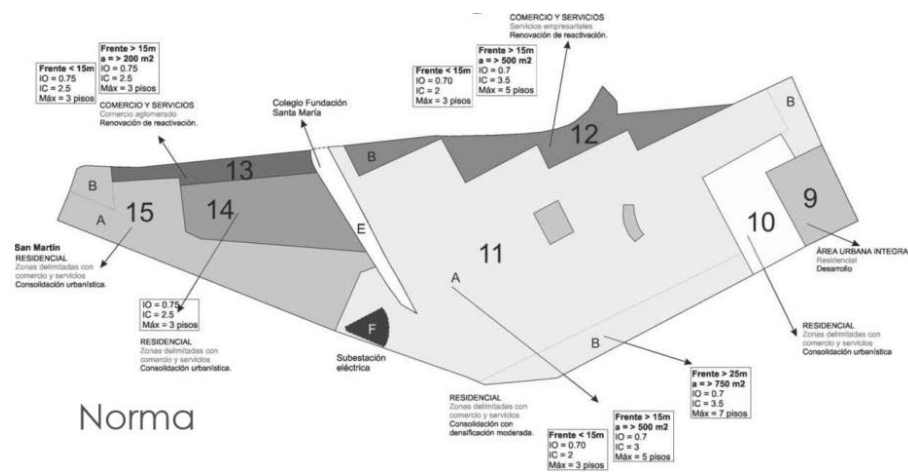 COMERCIO Y SERVICIOS
Servicios empresariales
Renovación de reactivación.
Frente > 15m
a = > 200 m2
IO = 0.75
IC = 2.5
Máx = 3 pisos
Frente < 15m
IO = 0.75
IC = 2.5
Máx = 3 pisos
Frente > 15m
a = > 500 m2
IO = 0.7
IC = 3.5
Máx = 5 pisos
Frente < 15m
IO = 0.70
IC = 2
Máx = 3 pisos
COMERCIO Y SERVICIOS
Comercio aglomerado
Renovación de reactivación.
Colegio Fundación
Santa María
B
12
B
13
B
A
15
14
E
11
A
10
9
San Martín
RESIDENCIAL
Zonas delimitadas con
comercio y servicios
Consolidación urbanística.
ÁREA URBANA INTEGRA
Residencial
Desarrollo
IO = 0.75
IC = 2.5
Máx = 3 pisos
RESIDENCIAL
Zonas delimitadas con
comercio y servicios
Consolidación urbanística.
F
Subestación
eléctrica
B
RESIDENCIAL
Zonas delimitadas con
comercio y servicios
Consolidación urbanística
Frente > 25m
a = > 750 m2
IO = 0.7
IC = 3.5
Máx = 7 pisos
RESIDENCIAL
Zonas delimitadas con
comercio y servicios
Consolidación con
densificación moderada.
Frente > 15m
a = > 500 m2
IO = 0.7
IC = 3
Máx = 5 pisos
Frente < 15m
IO = 0.70
IC = 2
Máx = 3 pisos
Norma